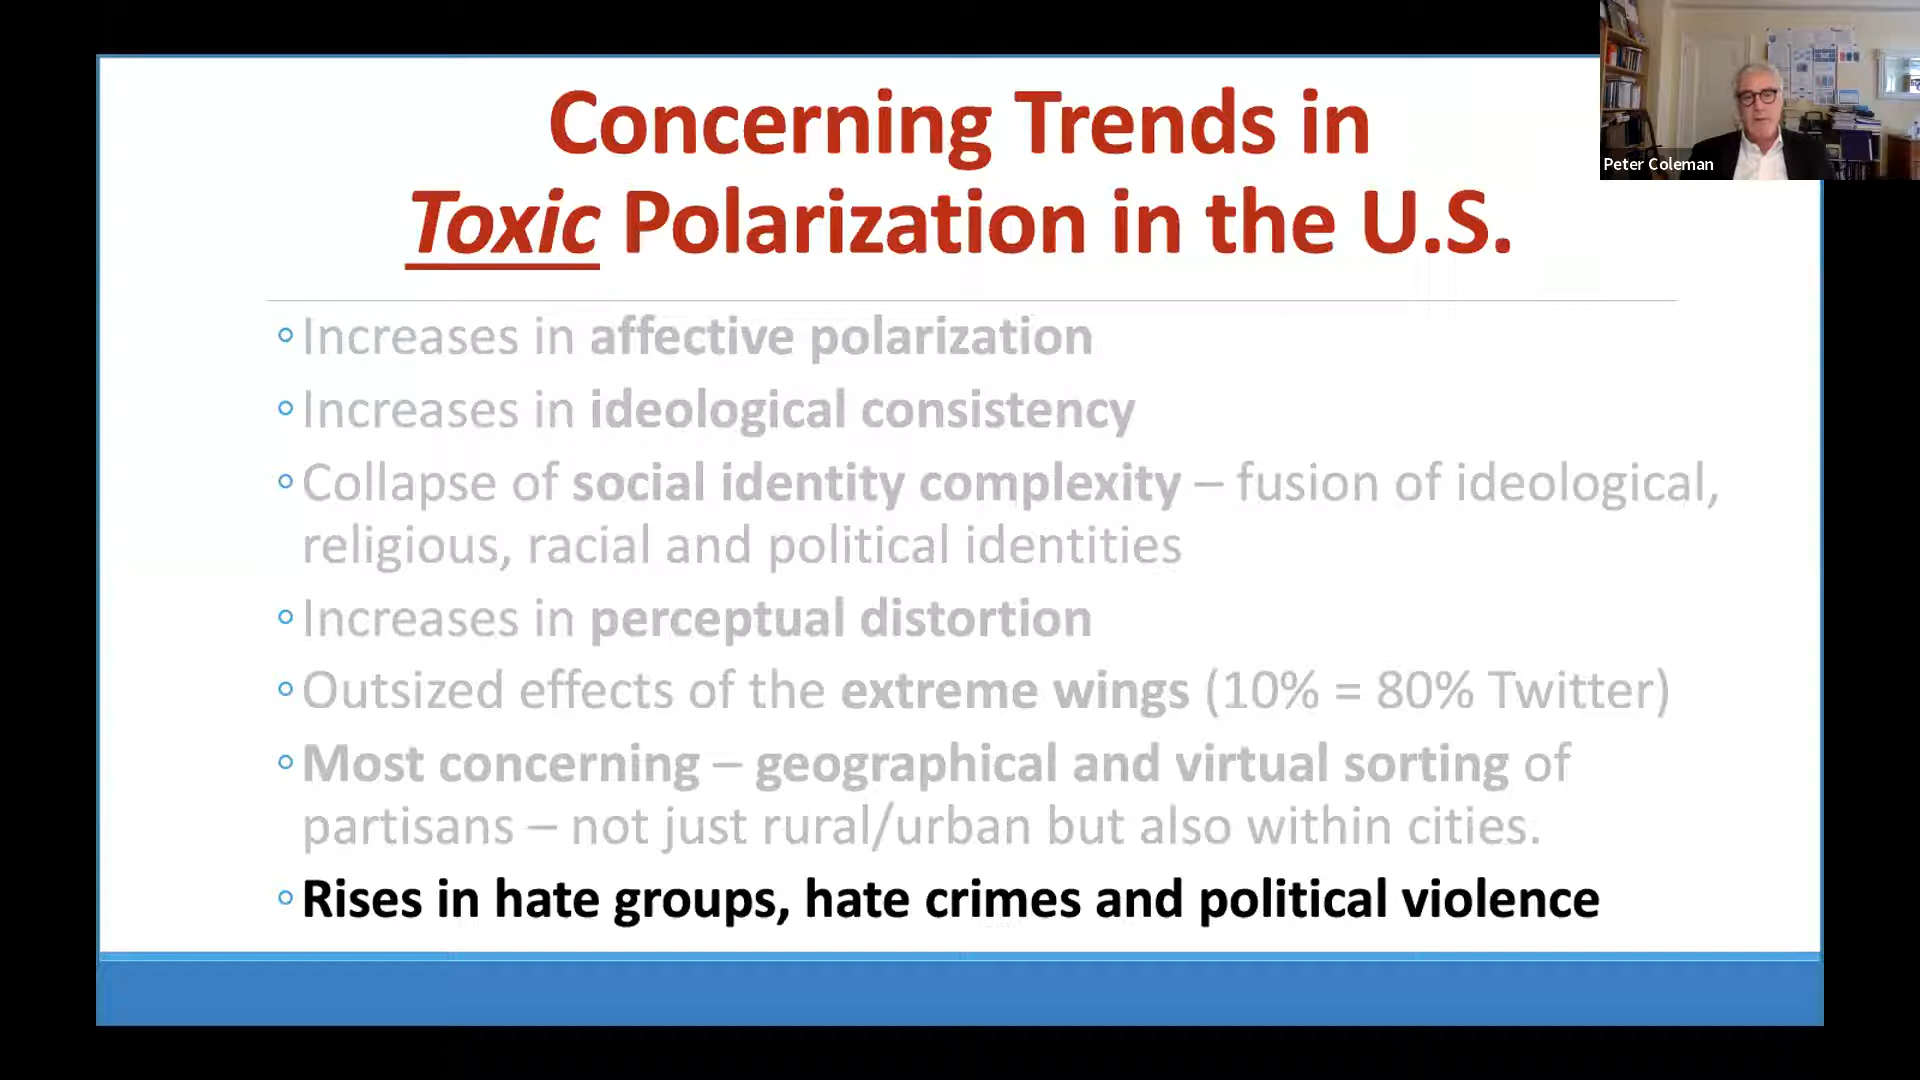 Concerning Trends in
Toxic Polarization in the U.S.
Peter Coleman
◦Increases in affective polarization
◦Increases in ideological consistency
◦Collapse of social identity complexity – fusion of ideological,
religious, racial and political identities
◦Increases in perceptual distortion
◦Outsized effects of the extreme wings (10% = 80% Twitter)
◦Most concerning – geographical and virtual sorting of
partisans – not just rural/urban but also within cities.
◦Rises in hate groups, hate crimes and political violence